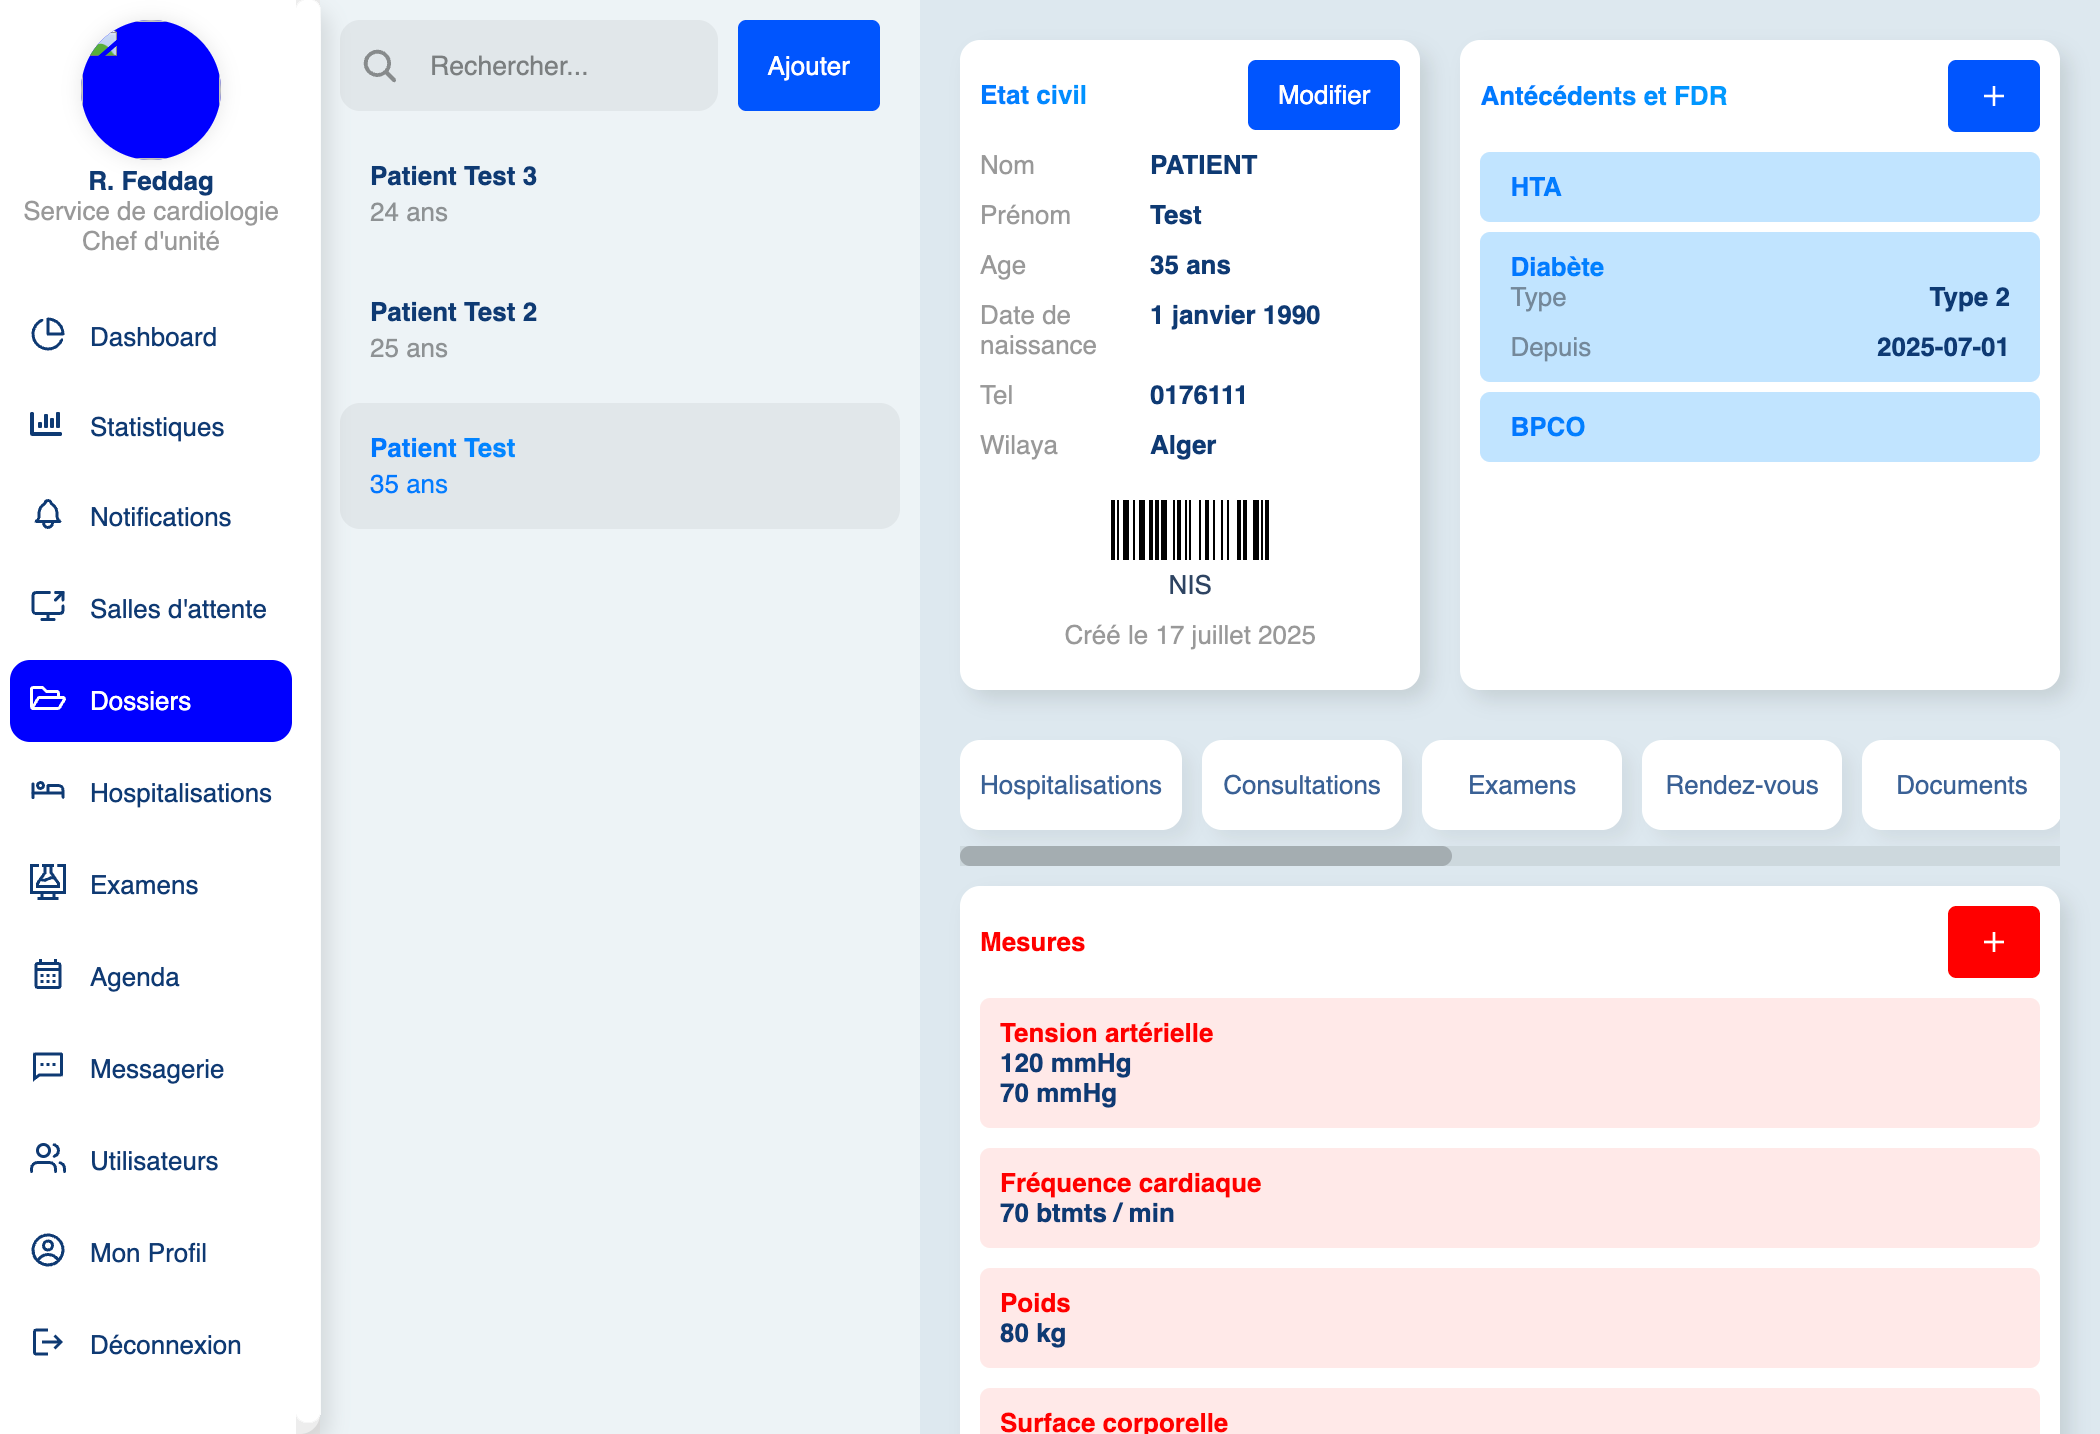 R. Feddag
Service de cardiologie
Chef d'unité
Dashboard
Statistiques
Notifications
Salles d'attente
Dossiers
Hospitalisations
Examens
Agenda
Messagerie
Utilisateurs
Mon Profil
Déconnexion
Rechercher...
Ajouter
Patient Test 3
24 ans
Patient Test 2
25 ans
Patient Test
35 ans
Etat civil
Modifier
Nom PATIENT
Prénom Test
Age 35 ans
Date de naissance 1 janvier 1990
Tel 0176111
Wilaya Alger
NIS
Créé le 17 juillet 2025
Antécédents et FDR
+
HTA
Diabète
Type Type 2
Depuis 2025-07-01
BPCO
Hospitalisations
Consultations
Examens
Rendez-vous
Documents
Mesures
+
Tension artérielle
120 mmHg
70 mmHg
Fréquence cardiaque
70 btmts / min
Poids
80 kg
Surface corporelle